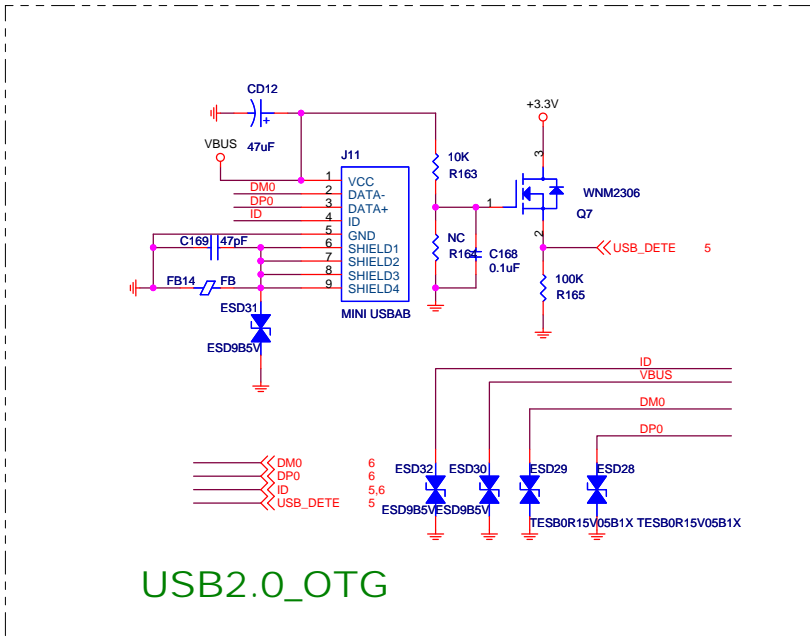 CD12
+3.3V
VBUS
47uF
J11
10K
R163
3
1
WNM2306
Q7
2
1 VCC
DM0 2 DATA-
DP0 3 DATA+
ID 4 ID
5 GND
C169 47pF 6 SHIELD1
7 SHIELD2
8 SHIELD3
FB14 FB 9 SHIELD4
NC
R164
C168
0.1uF
USB_DETE 5
100K
R165
ESD31
MINI USBAB
ESD9B5V
ID
VBUS
DM0
DP0
DM0 6
DP0 6
ID 5,6
USB_DETE 5
ESD32 ESD30 ESD29 ESD28
ESD9B5V ESD9B5V
TESB0R15V05B1X TESB0R15V05B1X
USB2.0_OTG